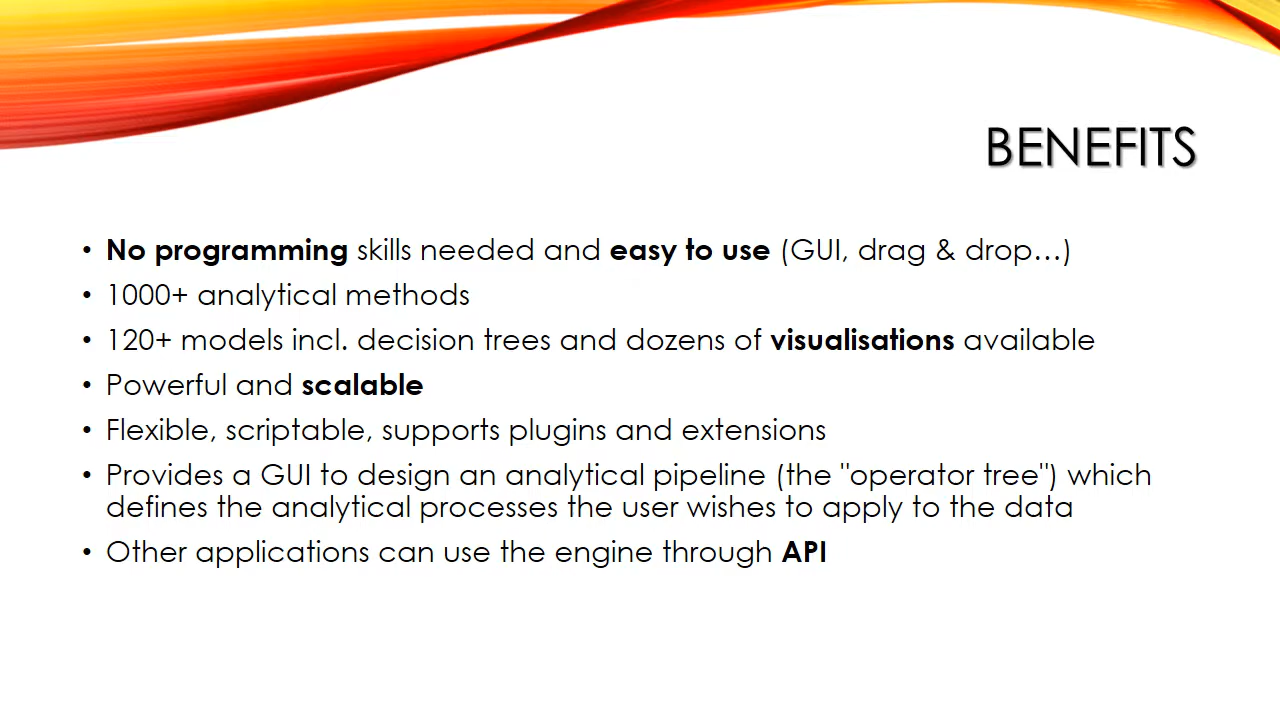 BENEFITS
• No programming skills needed and easy to use (GUI, drag & drop…)
• 1000+ analytical methods
• 120+ models incl. decision trees and dozens of visualisations available
• Powerful and scalable
• Flexible, scriptable, supports plugins and extensions
• Provides a GUI to design an analytical pipeline (the "operator tree") which
defines the analytical processes the user wishes to apply to the data
• Other applications can use the engine through API